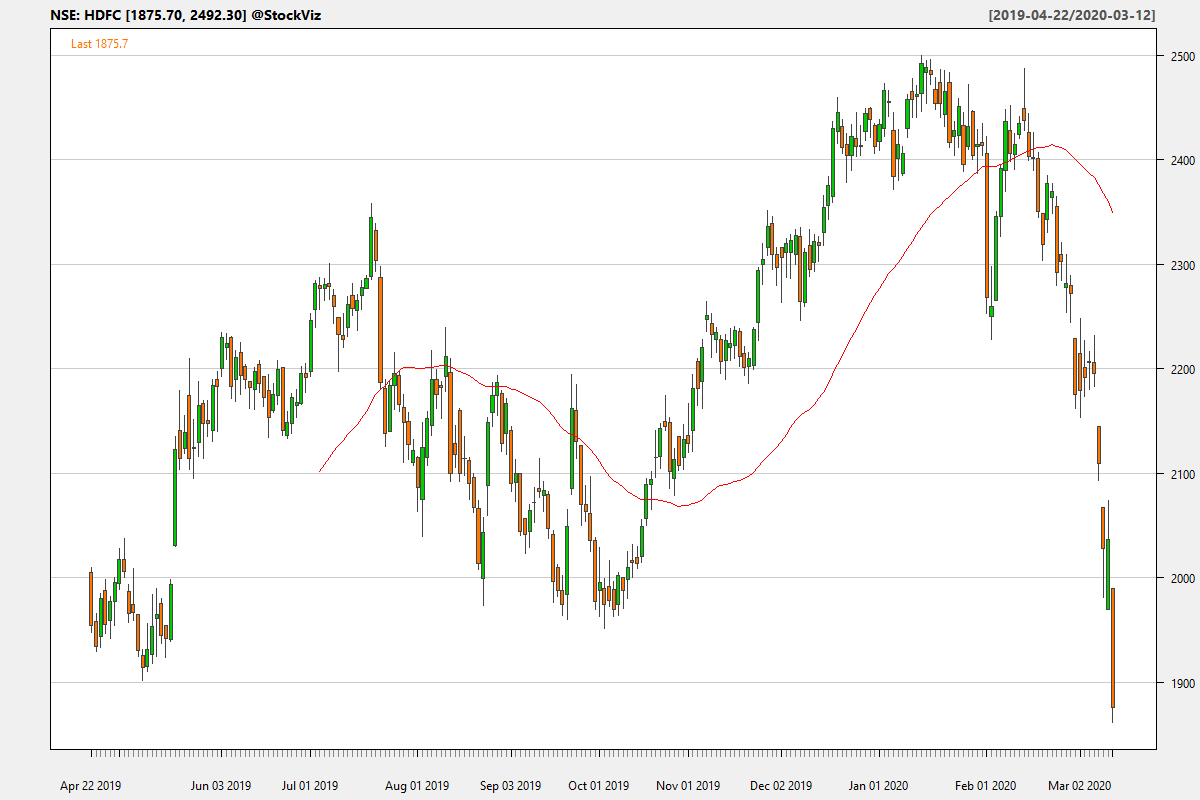 NSE: HDFC [1875.70, 2492.30] @StockViz
[2019-04-22/2020-03-12]
Last 1875.7
2500
2400
2300
2200
2100
2000
1900
Apr 22 2019 Jun 03 2019 Jul 01 2019 Aug 01 2019 Sep 03 2019 Oct 01 2019 Nov 01 2019 Dec 02 2019 Jan 01 2020 Feb 01 2020 Mar 02 2020